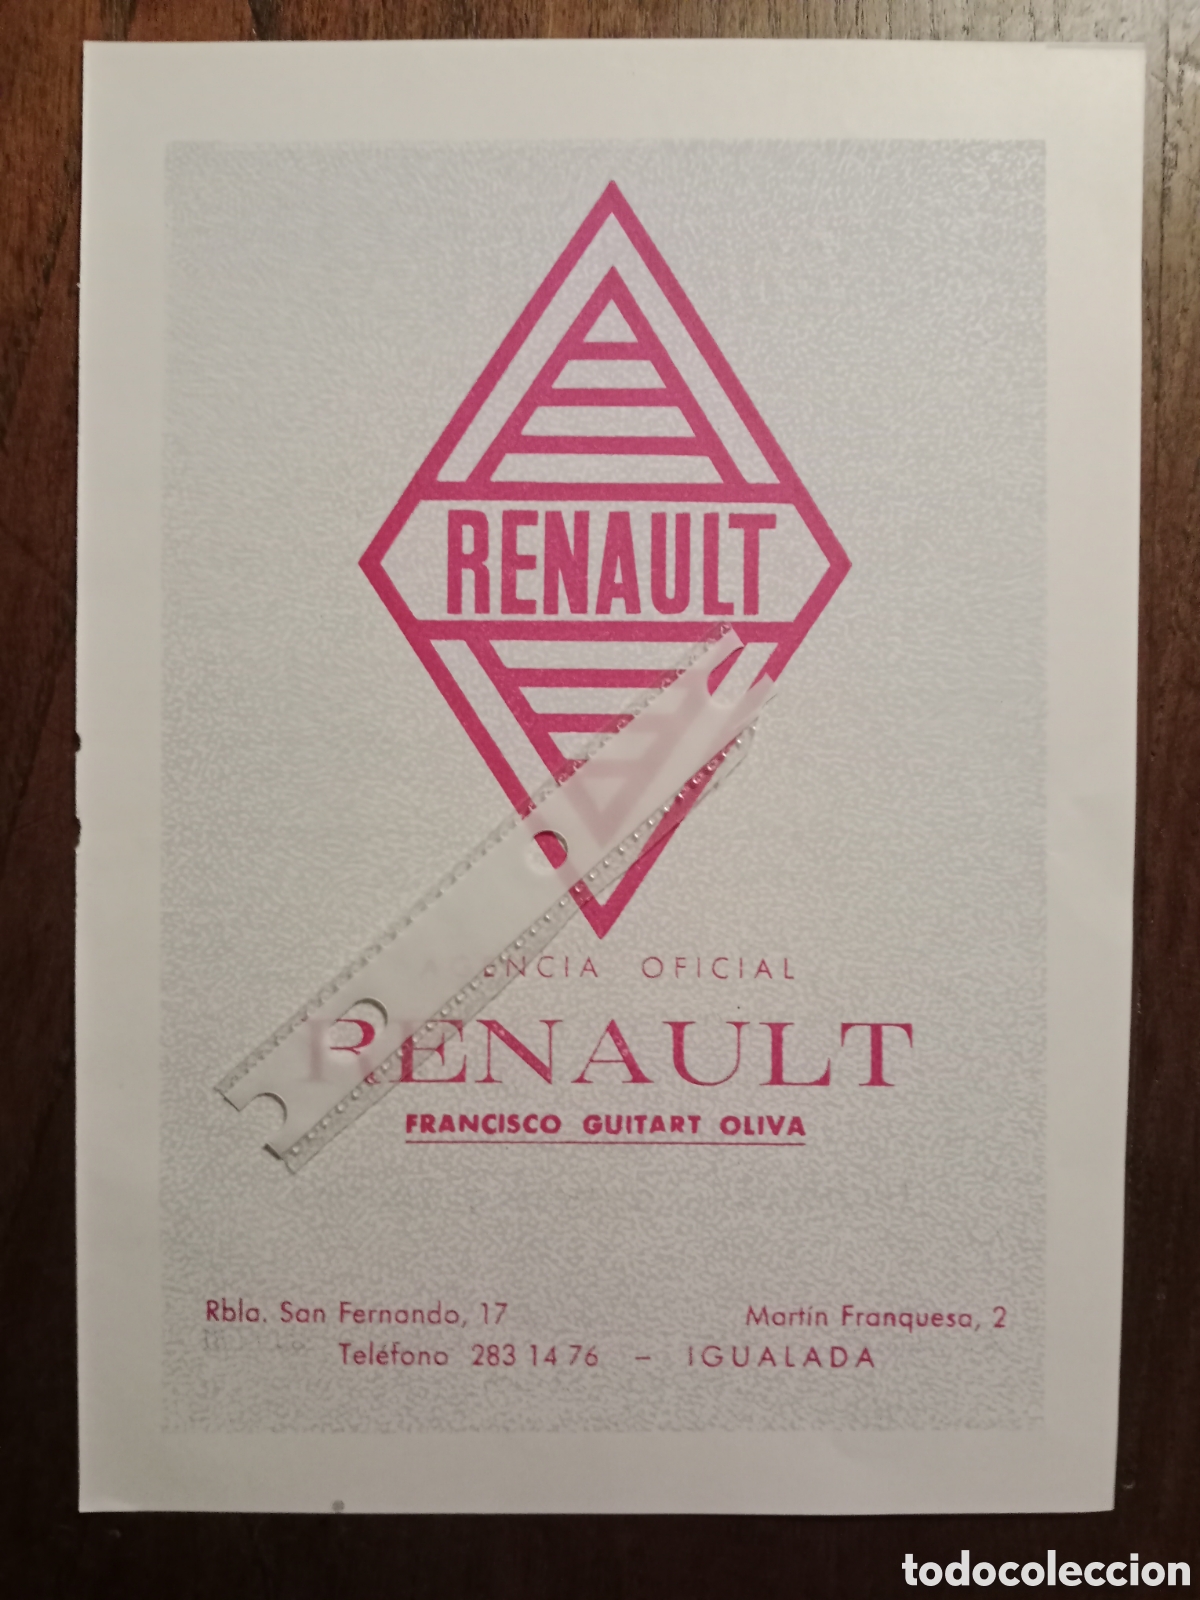 RENAULT
AGENCIA OFICIAL
RENAULT
FRANCISCO GUITART OLIVA
Rbla. San Fernando, 17 Martín Franquesa, 2
Teléfono 283 14 76 - IGUALADA
todocoleccion